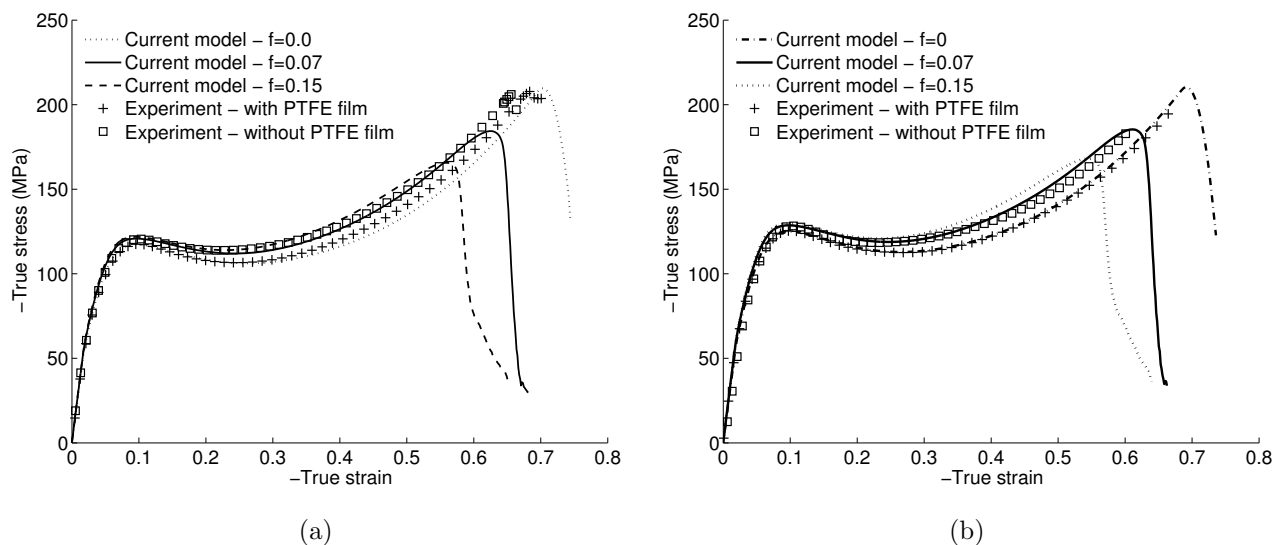 250
200
150
100
50
0
−True stress (MPa)
Current model − f=0.0
Current model − f=0.07
Current model − f=0.15
Experiment − with PTFE film
Experiment − without PTFE film
0 0.1 0.2 0.3 0.4 0.5 0.6 0.7 0.8
−True strain
(a)
250
200
150
100
50
0
−True stress (MPa)
Current model − f=0
Current model − f=0.07
Current model − f=0.15
Experiment − with PTFE film
Experiment − without PTFE film
0 0.1 0.2 0.3 0.4 0.5 0.6 0.7 0.8
−True strain
(b)